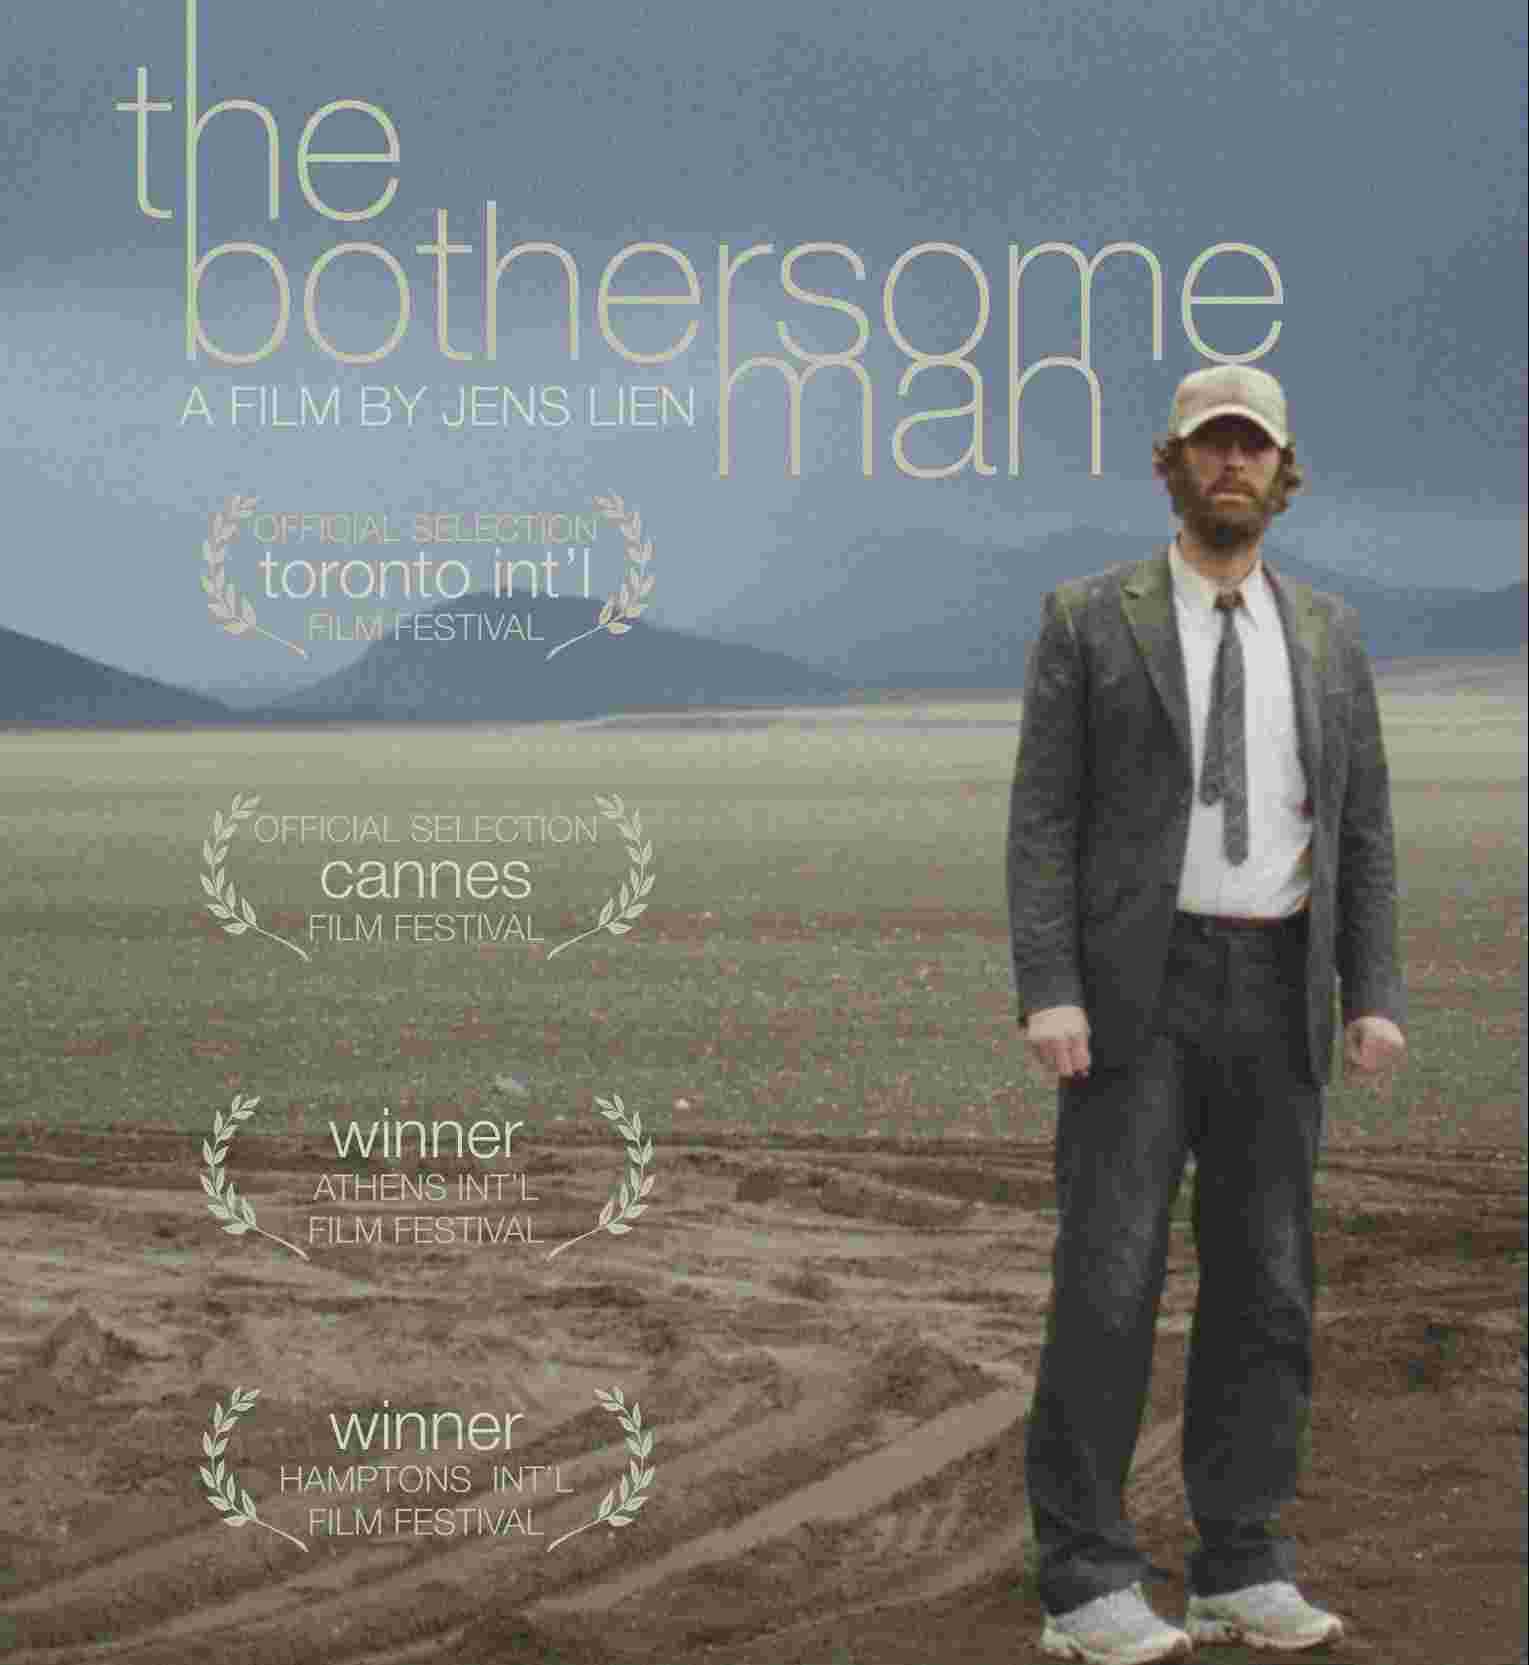 the
bothersome
man
A FILM BY JENS LIEN
OFFICIAL SELECTION
toronto int'l
FILM FESTIVAL
OFFICIAL SELECTION
cannes
FILM FESTIVAL
winner
ATHENS INT'L
FILM FESTIVAL
winner
HAMPTONS INT'L
FILM FESTIVAL